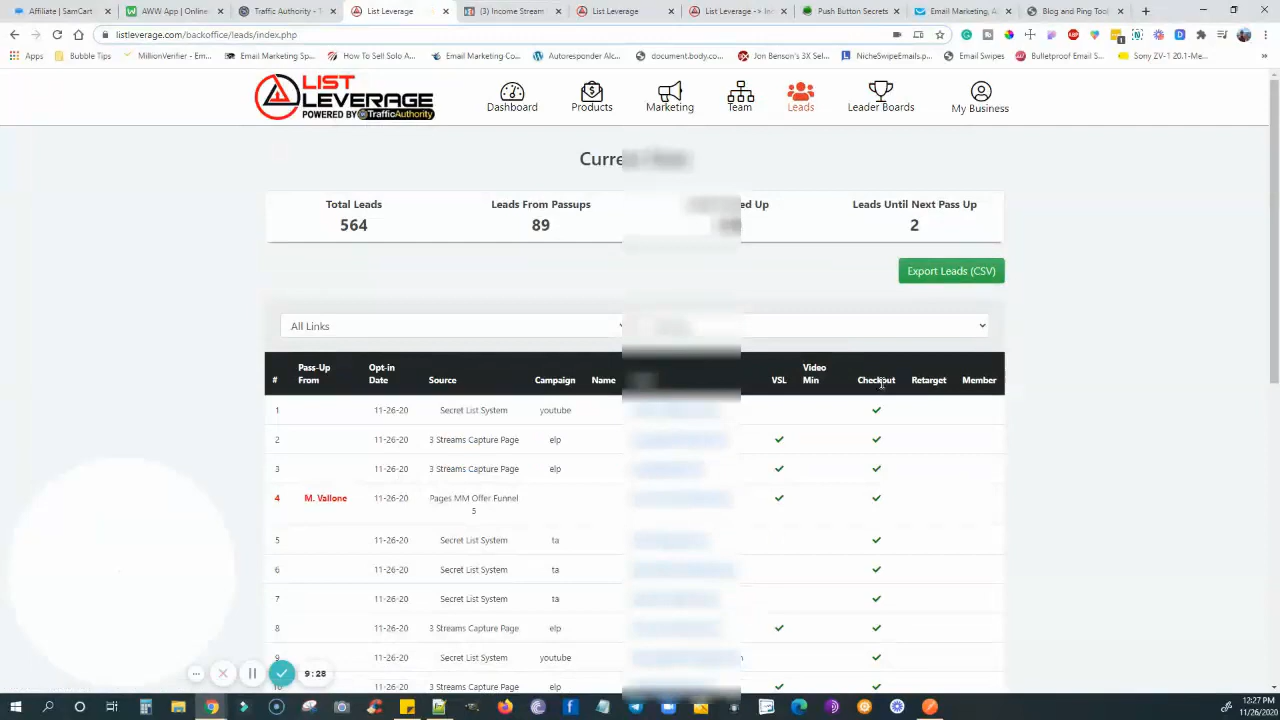 Affiliate | SamCart
AWW App | Online
Traffic Authority - T
List Leverage
(3) Income Stream
List Leverage
List Leverage -> In
Push Button Secrets
Email Marketing, A
Blog and Ping Tool
listleverage.com/backoffice/leads/index.php
Apps
Bubble Tips
MillionVerifier - Em...
Email Marketing Sp...
How To Sell Solo A...
Email Marketing Co...
Autoresponder Alc...
document.body.co...
Jon Benson's 3X Sec...
NicheSwipeEmails.p...
Email Newsletter C...
Bulletproof Email S...
Sony ZV-1 20.1-Me...
LIST
LEVERAGE
POWERED BY TrafficAuthority
Dashboard
Products
Marketing
Team
Leads
Leader Boards
My Business
Curre
Total Leads
Leads From Passups
ed Up
Leads Until Next Pass Up
564
89
2
Export Leads (CSV)
All Links
# Pass-Up From Opt-in Date Source Campaign Name VSL Video Min Checkout Retarget Member
1 11-26-20 Secret List System youtube
2 11-26-20 3 Streams Capture Page elp
3 11-26-20 3 Streams Capture Page elp
4 M. Vallone 11-26-20 Pages MM Offer Funnel
5
5 11-26-20 Secret List System ta
6 11-26-20 Secret List System ta
7 11-26-20 Secret List System ta
8 11-26-20 3 Streams Capture Page elp
9 11-26-20 Secret List System youtube
10 11-26-20 3 Streams Capture Page elp
9:28
12:27 PM
11/26/2020